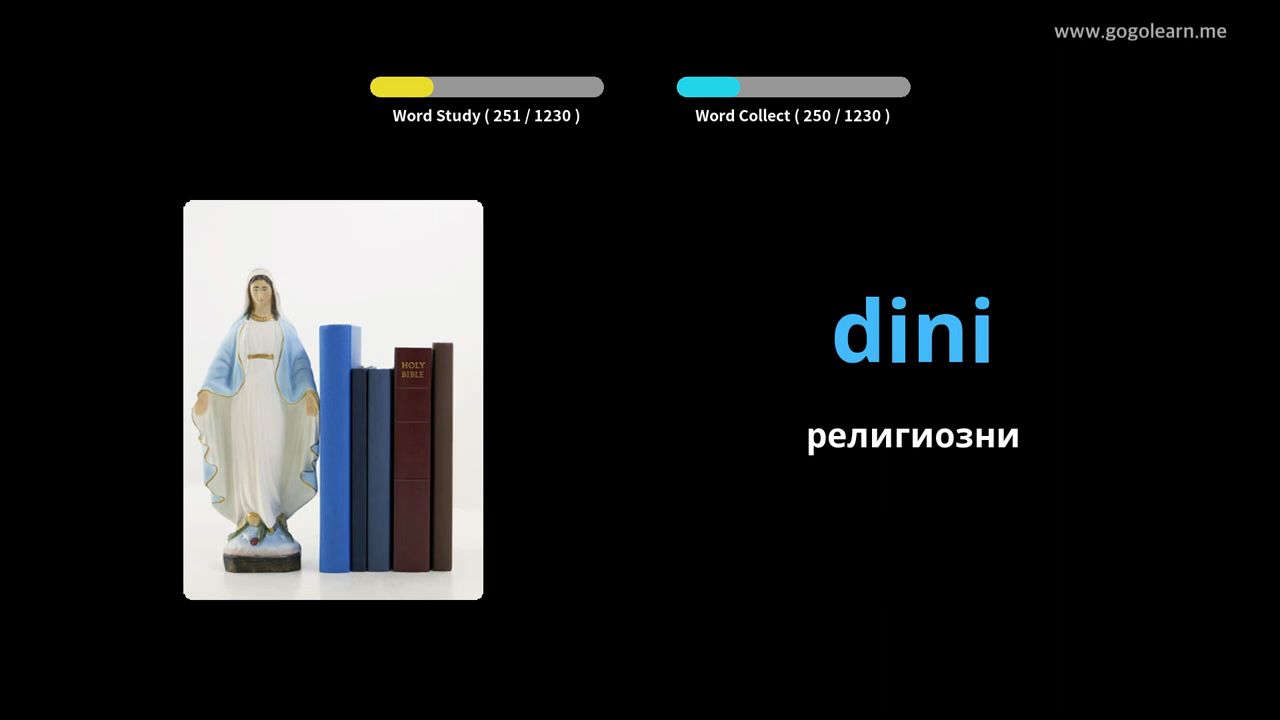 www.gogolearn.me
Word Study ( 251 / 1230 )
Word Collect ( 250 / 1230 )
HOLY
BIBLE
dini
религиозни